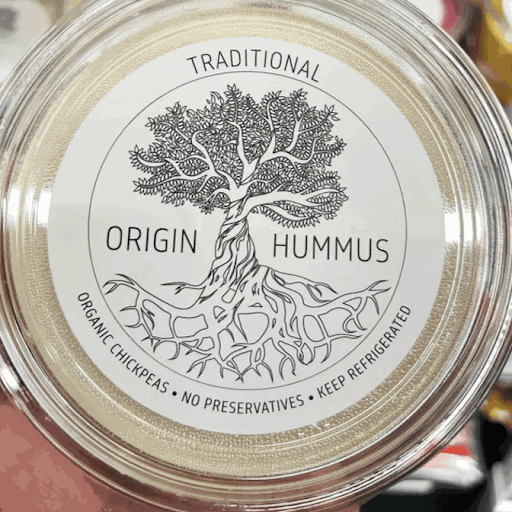 TRADITIONAL
ORIGIN HUMMUS
ORGANIC CHICKPEAS • NO PRESERVATIVES • KEEP REFRIGERATED